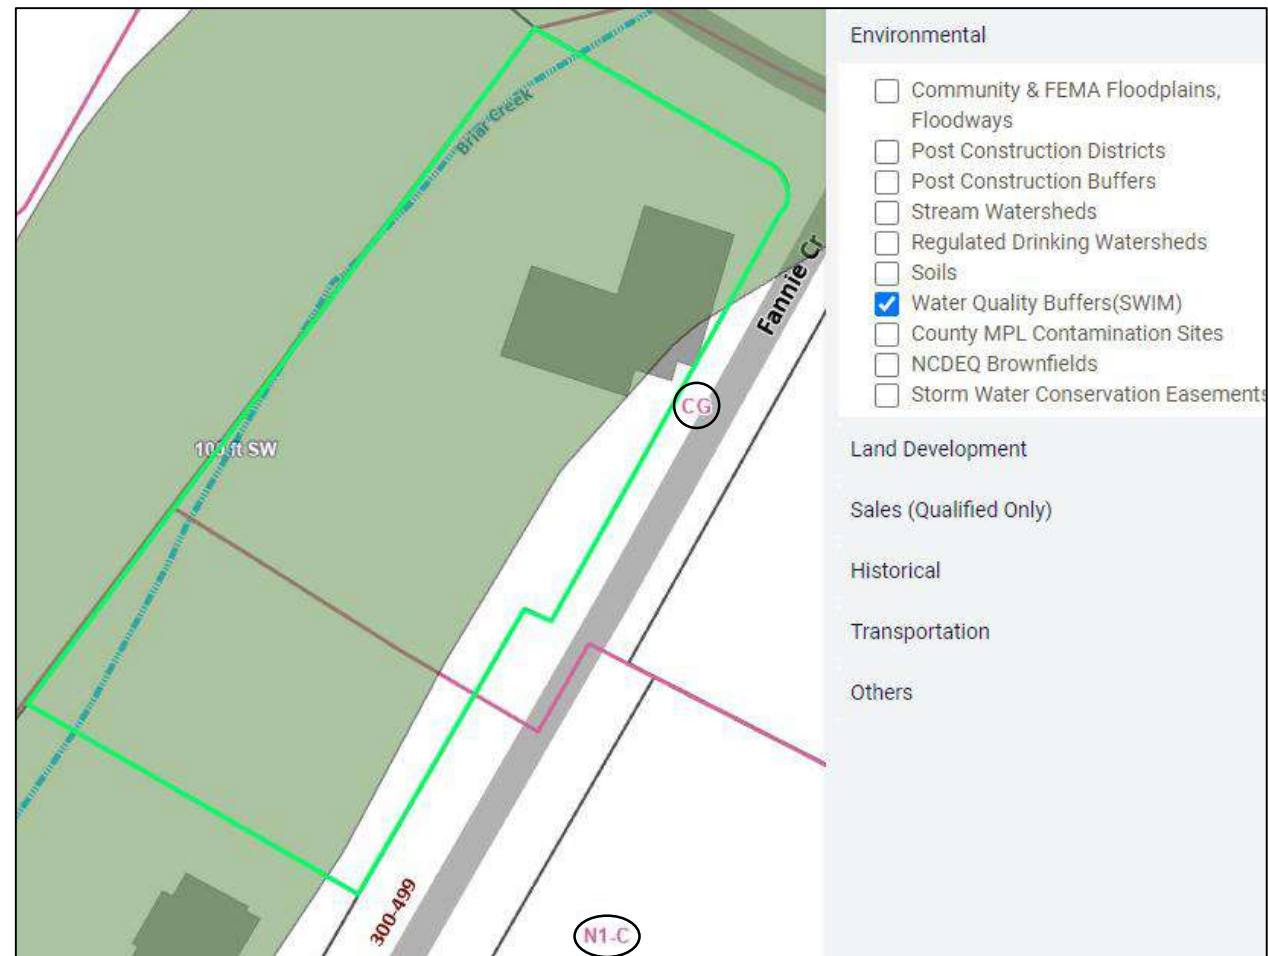 Briar Creek
Fannie Cr
CG
100 ft SW
300-499
N1-C
Environmental
Community & FEMA Floodplains,
Floodways
Post Construction Districts
Post Construction Buffers
Stream Watersheds
Regulated Drinking Watersheds
Soils
Water Quality Buffers(SWIM)
County MPL Contamination Sites
NCDEQ Brownfields
Storm Water Conservation Easements
Land Development
Sales (Qualified Only)
Historical
Transportation
Others